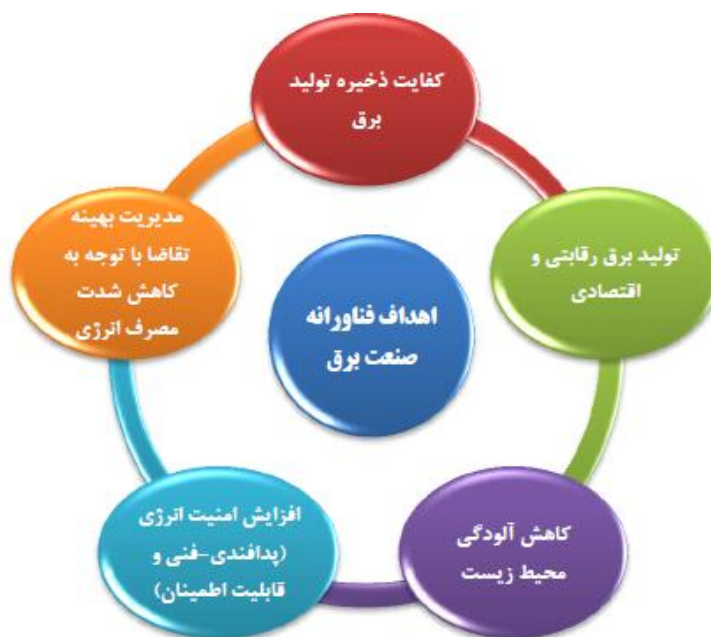 کفایت ذخیره تولید
برق
تولید برق رقابتی و
اقتصادی
کاهش آلودگی
محیط زیست
افزایش امنیت انرژی
(پدافندی-فنی و
قابلیت اطمینان)
مدیریت بهینه
تقاضا با توجه به
کاهش شدت
مصرف انرژی
اهداف فناورانه
صنعت برق